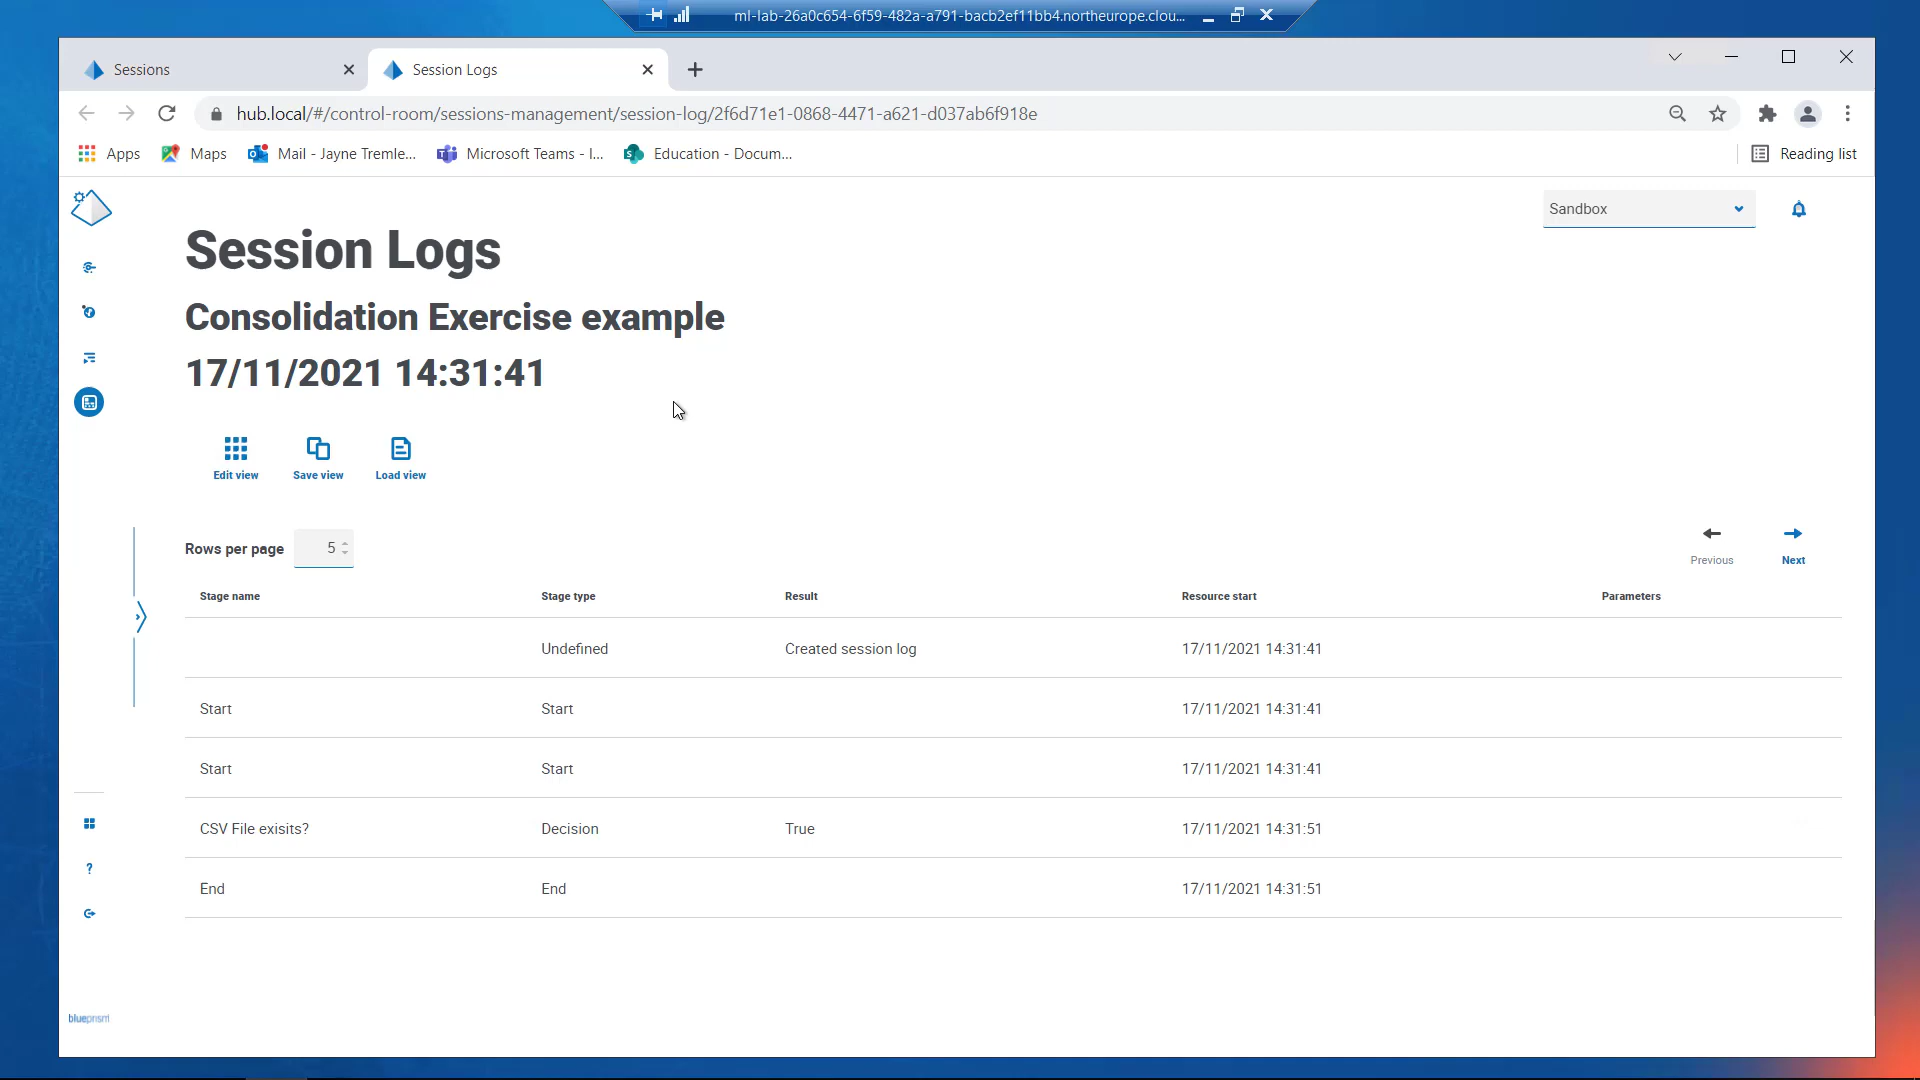 ml-lab-26a0c654-6f59-482a-a791-bacb2ef11bb4.northeurope.clou...
Sessions
Session Logs
hub.local/#/control-room/sessions-management/session-log/2f6d71e1-0868-4471-a621-d037ab6f918e
Apps
Maps
Mail - Jayne Tremle...
Microsoft Teams - I...
Education - Docum...
Reading list
Sandbox
Session Logs
Consolidation Exercise example
17/11/2021 14:31:41
Edit view
Save view
Load view
Rows per page 5
Previous
Next
Stage name Stage type Result Resource start Parameters
Undefined Created session log 17/11/2021 14:31:41
Start Start 17/11/2021 14:31:41
Start Start 17/11/2021 14:31:41
CSV File exisits? Decision True 17/11/2021 14:31:51
End End 17/11/2021 14:31:51
blueprism